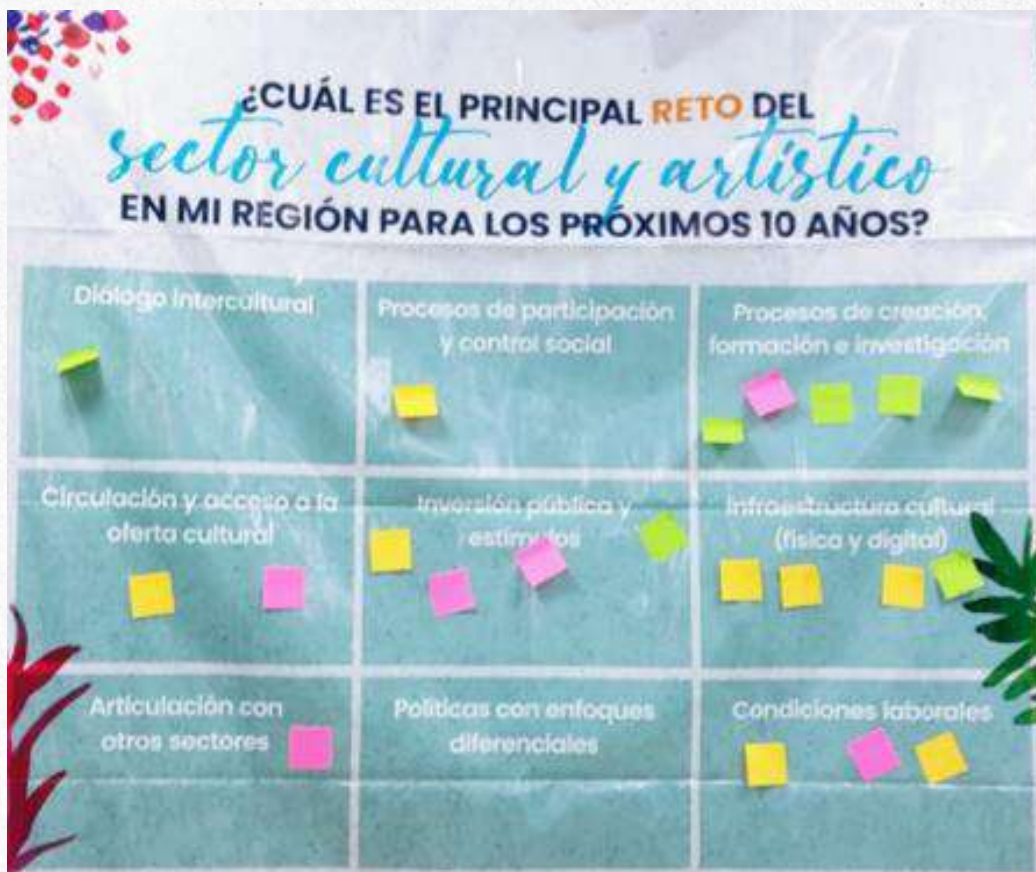 ¿CUÁL ES EL PRINCIPAL RETO DEL
sector cultural y artístico
EN MI REGIÓN PARA LOS PRÓXIMOS 10 AÑOS?
Diálogo intercultural
Procesos de participación
y control social
Procesos de creación,
formación e investigación
Circulación y acceso a la
oferta cultural
Inversión pública y
estímulos
Infraestructura cultural
(física y digital)
Articulación con
otros sectores
Políticas con enfoques
diferenciales
Condiciones laborales